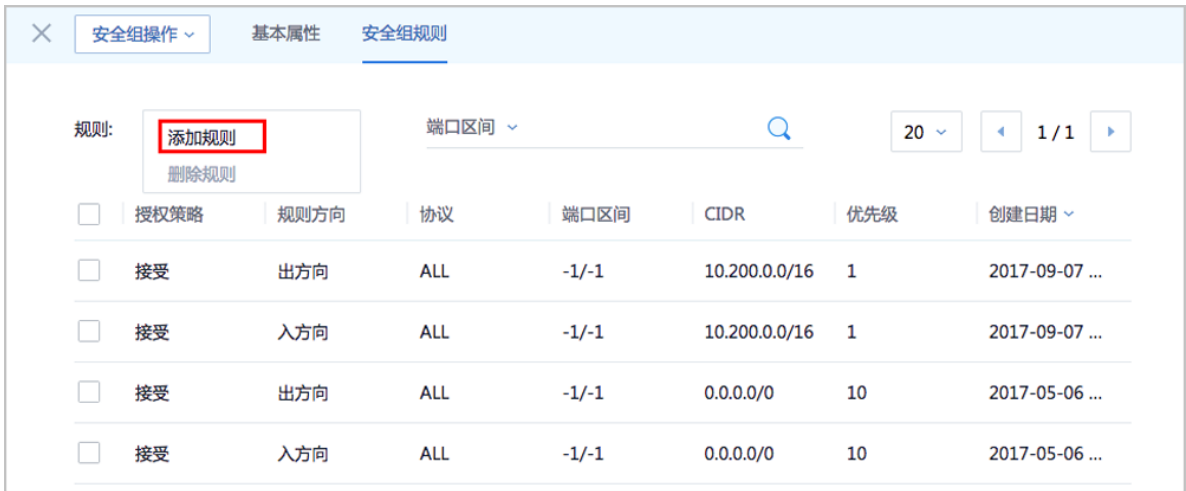 安全组操作 基本属性 安全组规则
规则: 添加规则 端口区间 20 1 / 1
删除规则
授权策略 规则方向 协议 端口区间 CIDR 优先级 创建日期
接受 出方向 ALL -1/-1 10.200.0.0/16 1 2017-09-07 ...
接受 入方向 ALL -1/-1 10.200.0.0/16 1 2017-09-07 ...
接受 出方向 ALL -1/-1 0.0.0.0/0 10 2017-05-06 ...
接受 入方向 ALL -1/-1 0.0.0.0/0 10 2017-05-06 ...